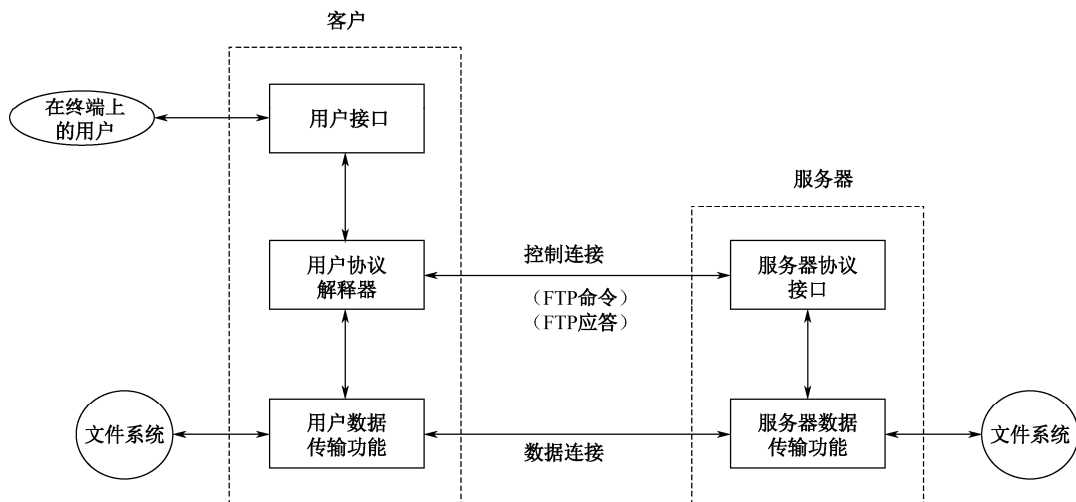 客户
在终端上
的用户
用户接口
服务器
用户协议
解释器
控制连接
（FTP命令）
（FTP应答）
服务器协议
接口
文件系统
用户数据
传输功能
数据连接
服务器数据
传输功能
文件系统